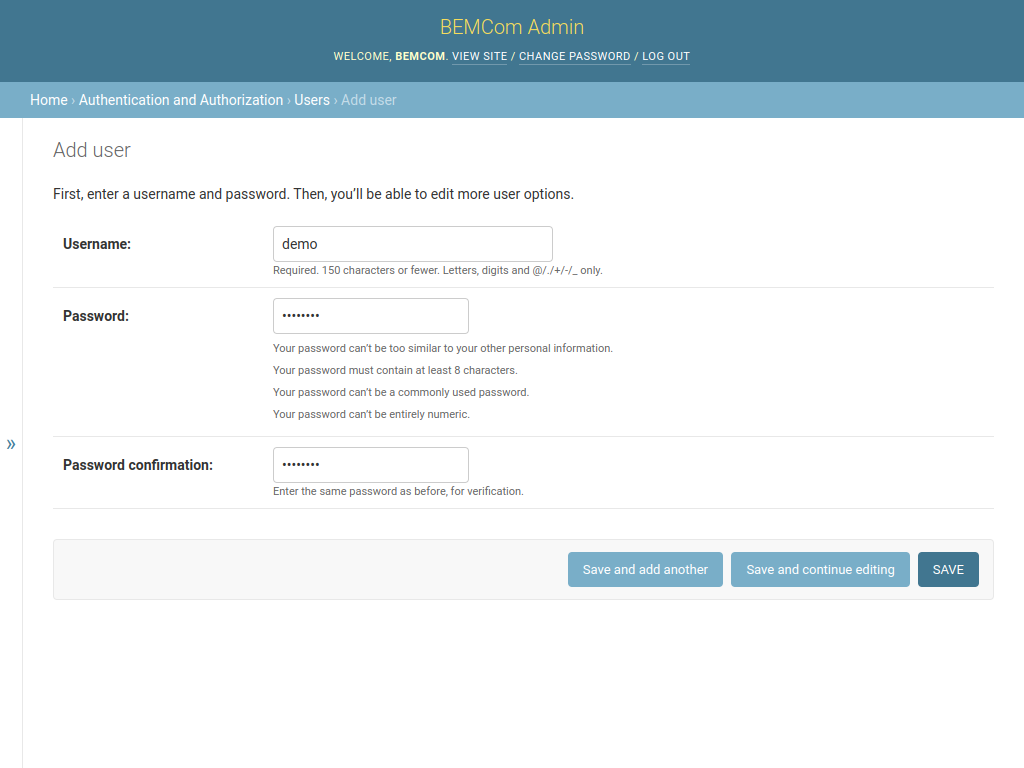 BEMCom Admin
WELCOME, BEMCOM. VIEW SITE / CHANGE PASSWORD / LOG OUT
Home › Authentication and Authorization › Users › Add user
Add user
First, enter a username and password. Then, you’ll be able to edit more user options.
Username: demo
Required. 150 characters or fewer. Letters, digits and @/./+/-/_ only.
Password: ••••••••
Your password can’t be too similar to your other personal information.
Your password must contain at least 8 characters.
Your password can’t be a commonly used password.
Your password can’t be entirely numeric.
»
Password confirmation: ••••••••
Enter the same password as before, for verification.
Save and add another Save and continue editing SAVE